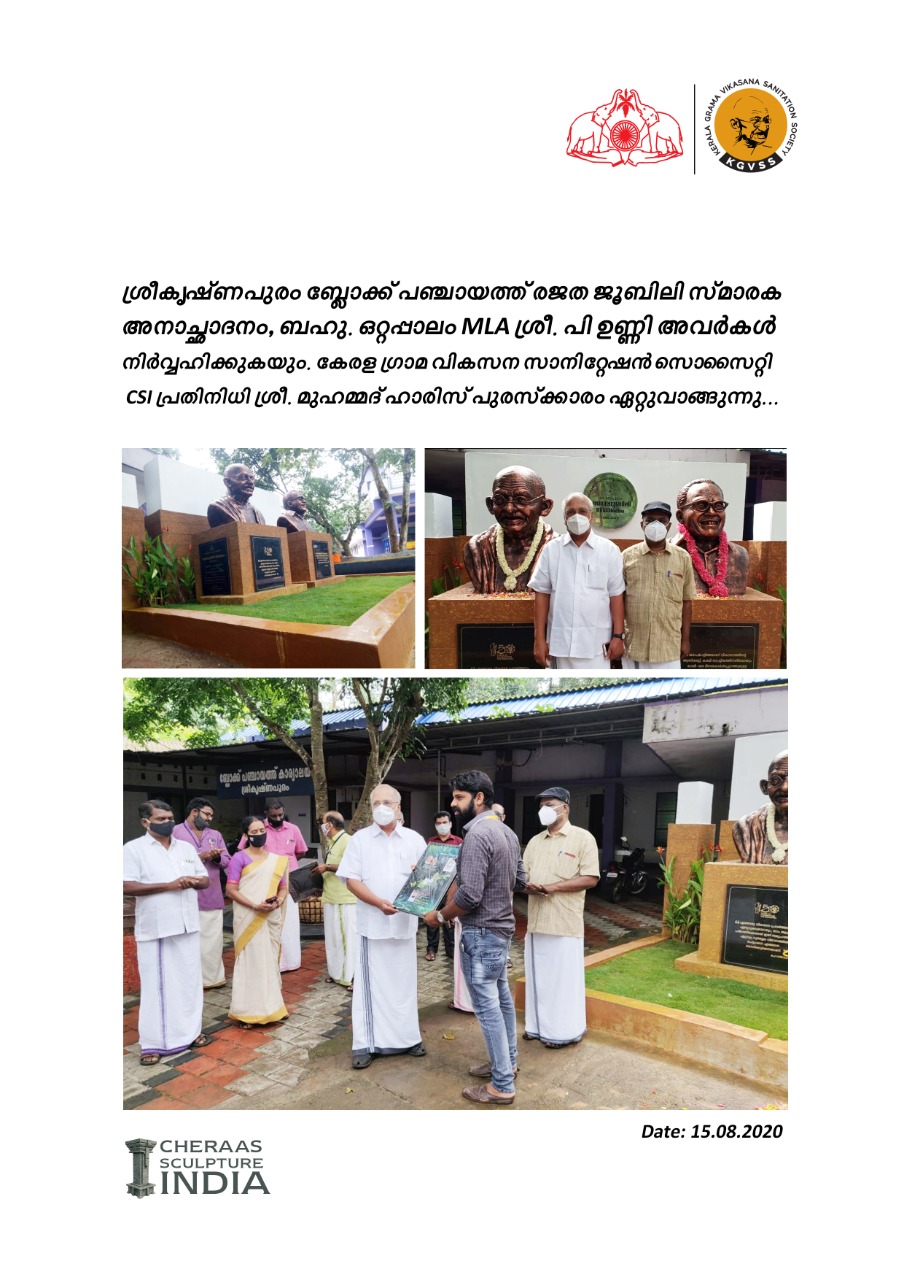 KERALA GRAMA VIKASANA SANITATION SOCIETY
KGVSS
ശ്രീകൃഷ്ണപുരം ബ്ലോക്ക് പഞ്ചായത്ത് രജത ജൂബിലി സ്മാരക
അനാച്ഛാദനം, ബഹു. ഒറ്റപ്പാലം MLA ശ്രീ. പി ഉണ്ണി അവർകൾ
നിർവ്വഹിക്കുകയും. കേരള ഗ്രാമ വികസന സാനിറ്റേഷൻ സൊസൈറ്റി
CSI പ്രതിനിധി ശ്രീ. മുഹമ്മദ് ഹാരിസ് പുരസ്ക്കാരം ഏറ്റുവാങ്ങുന്നു...
ബ്ലോക്ക് പഞ്ചായത്ത് കാര്യാലയം
ശ്രീകൃഷ്ണപുരം
Date: 15.08.2020
CHERAAS
SCULPTURE
INDIA